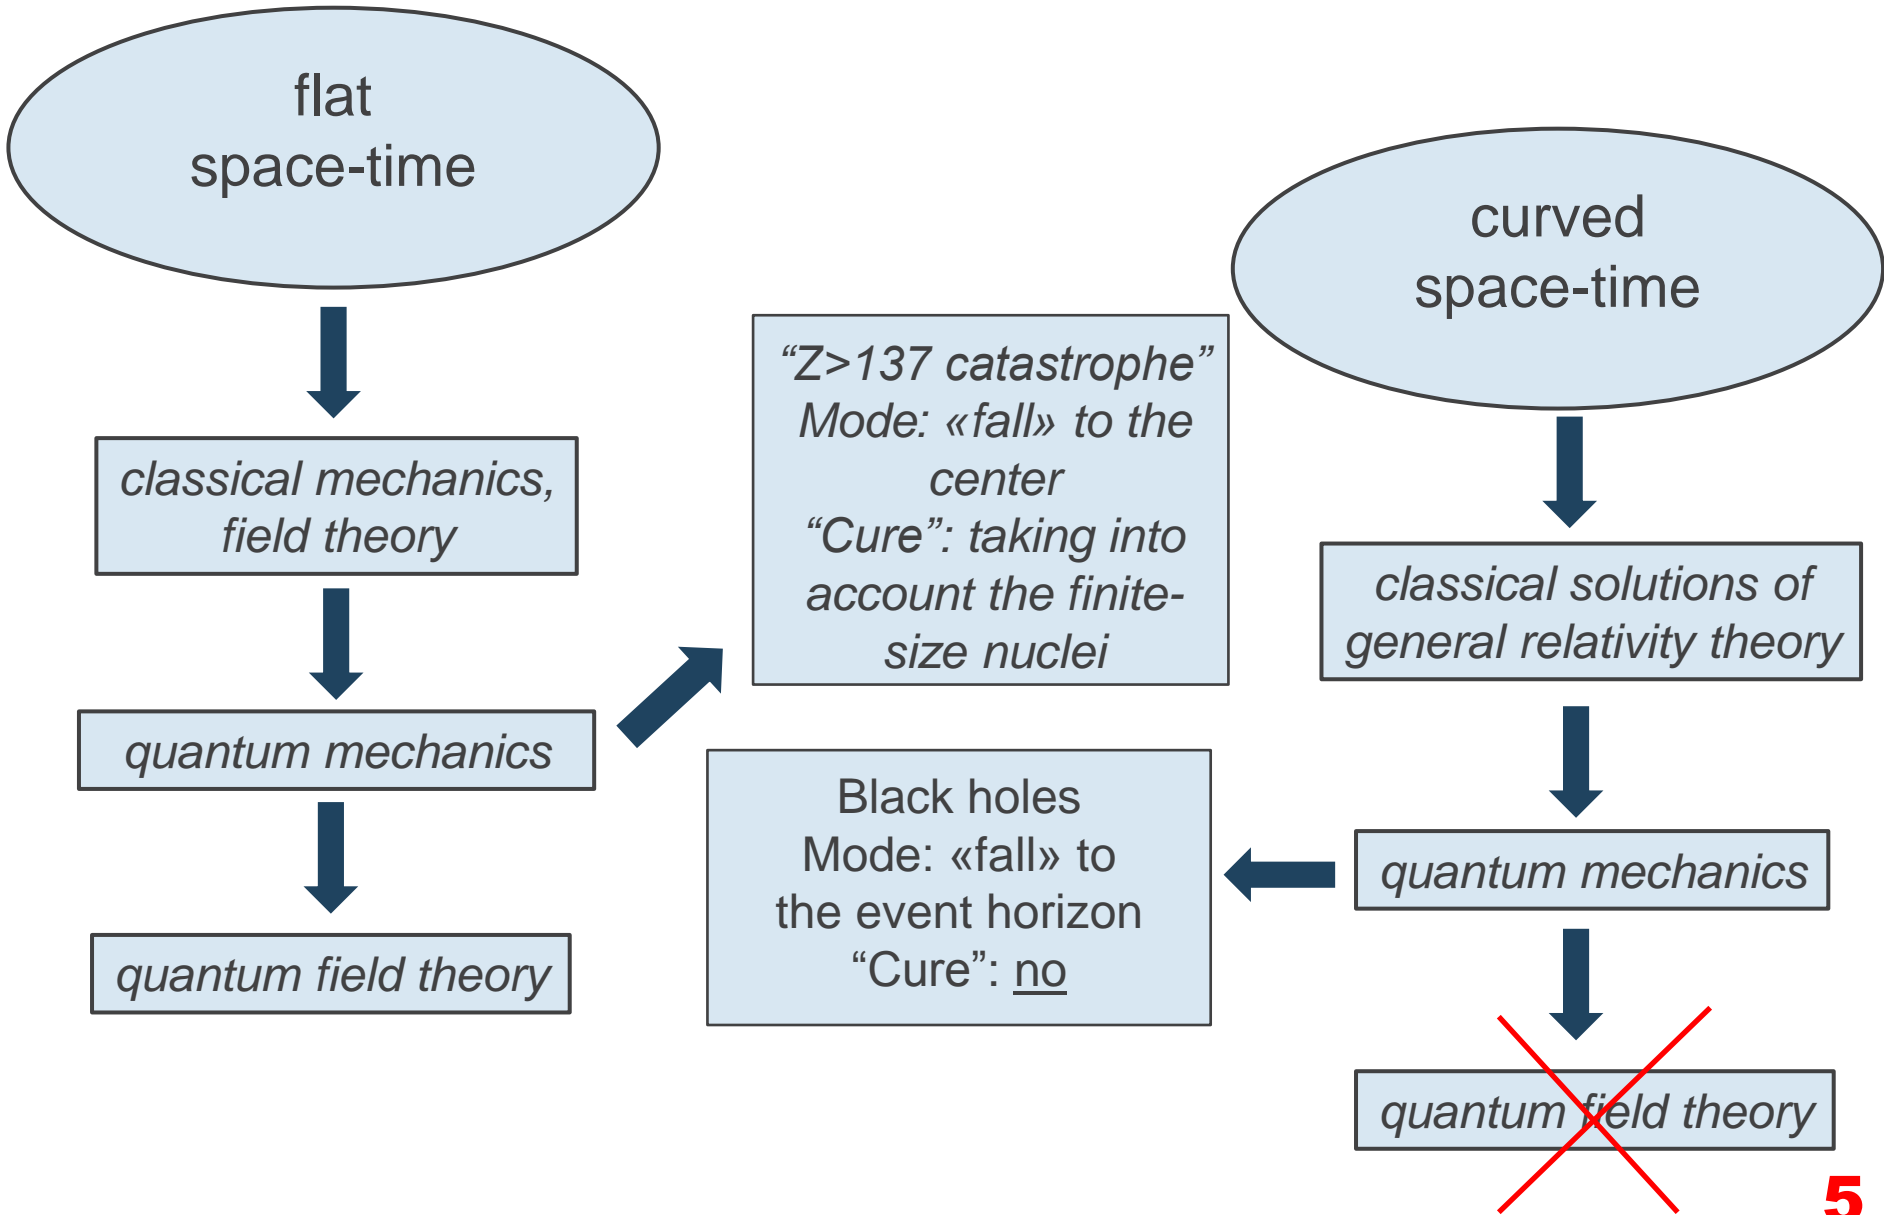 flat
space-time
classical mechanics,
field theory
quantum mechanics
quantum field theory
“Z>137 catastrophe”
Mode: «fall» to the
center
“Cure”: taking into
account the finite-
size nuclei
Black holes
Mode: «fall» to
the event horizon
“Cure”: no
curved
space-time
classical solutions of
general relativity theory
quantum mechanics
quantum field theory
5